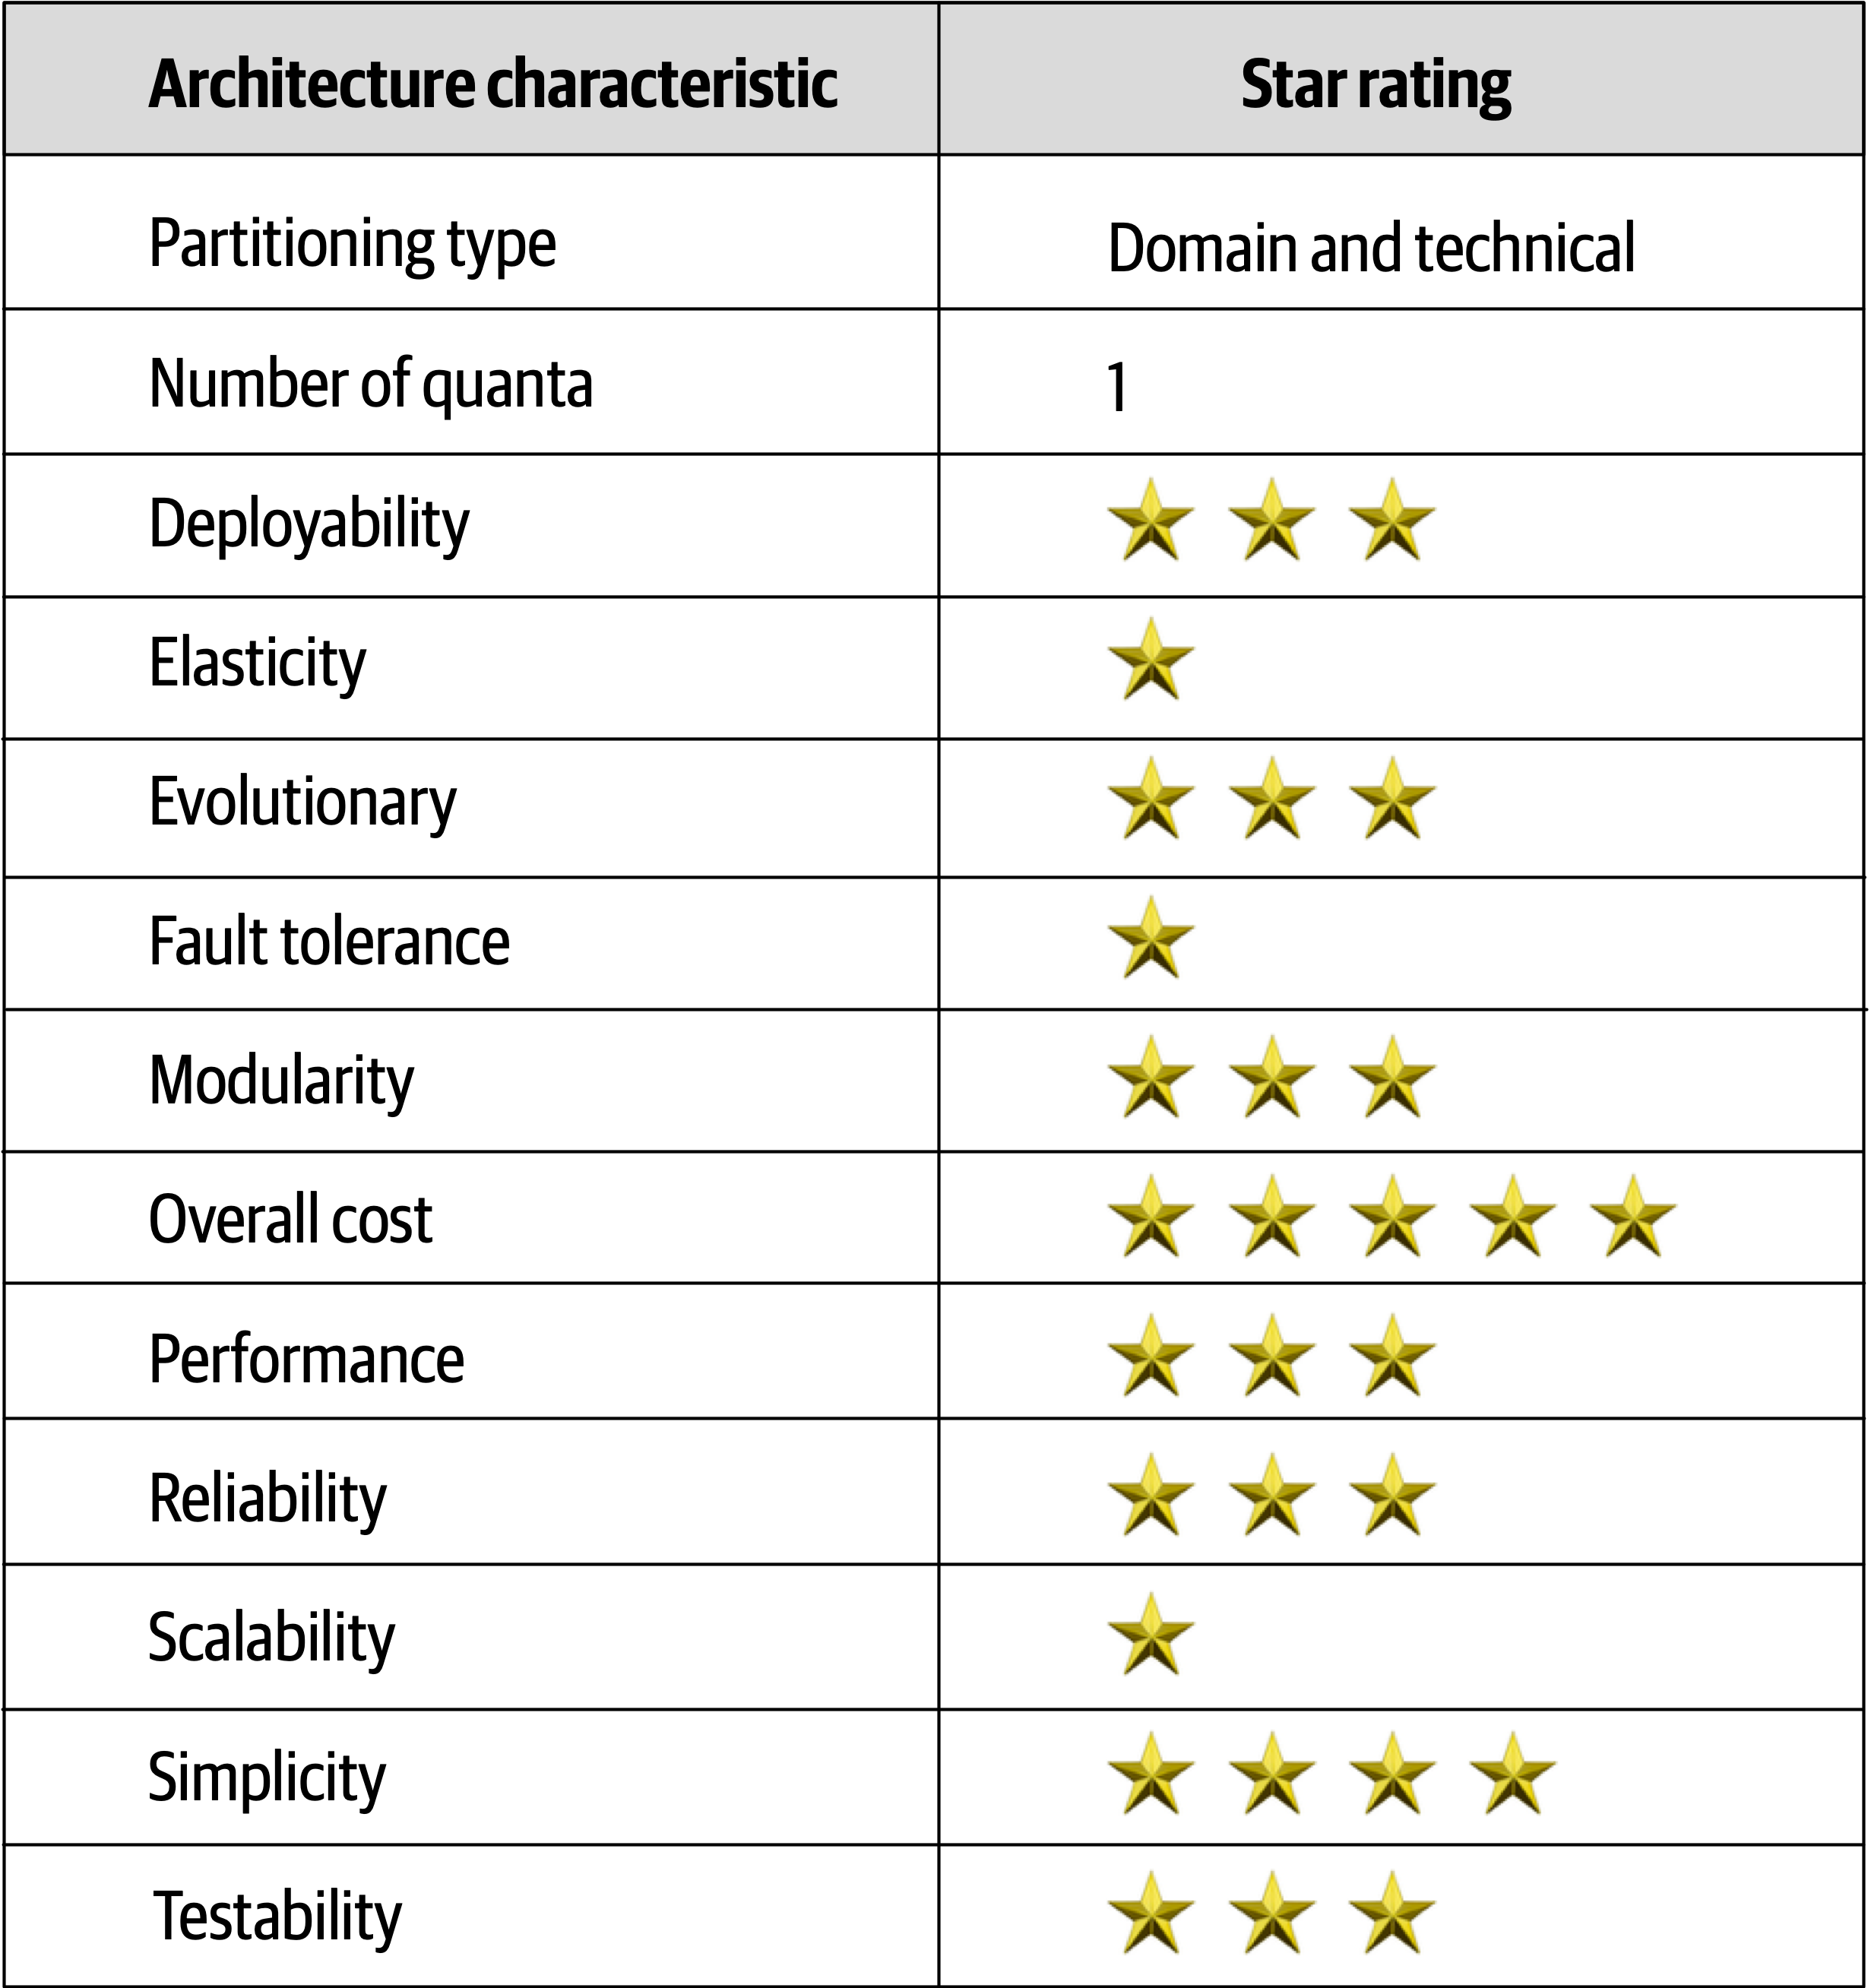 Architecture characteristic Star rating
Partitioning type Domain and technical
Number of quanta 1
Deployability
Elasticity
Evolutionary
Fault tolerance
Modularity
Overall cost
Performance
Reliability
Scalability
Simplicity
Testability